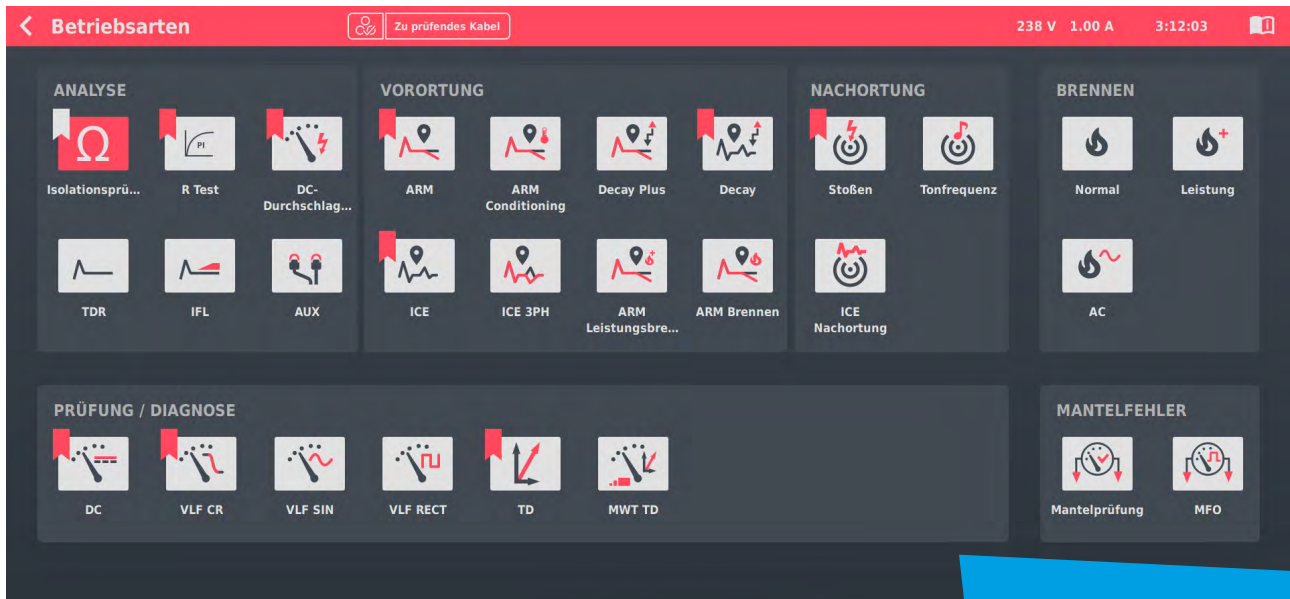 Betriebsarten
Zu prüfendes Kabel
238 V 1.00 A 3:12:03
ANALYSE
Isolationsprü...
PI
R Test
DC-
Durchschlag...
TDR
IFL
AUX
VORORTUNG
ARM
ARM
Conditioning
Decay Plus
Decay
ICE
ICE 3PH
ARM
Leistungsbre...
ARM Brennen
NACHORTUNG
Stoßen
Tonfrequenz
ICE
Nachortung
BRENNEN
Normal
Leistung
AC
PRÜFUNG / DIAGNOSE
DC
VLF CR
VLF SIN
VLF RECT
TD
MWT TD
MANTELFEHLER
Mantelprüfung
MFO